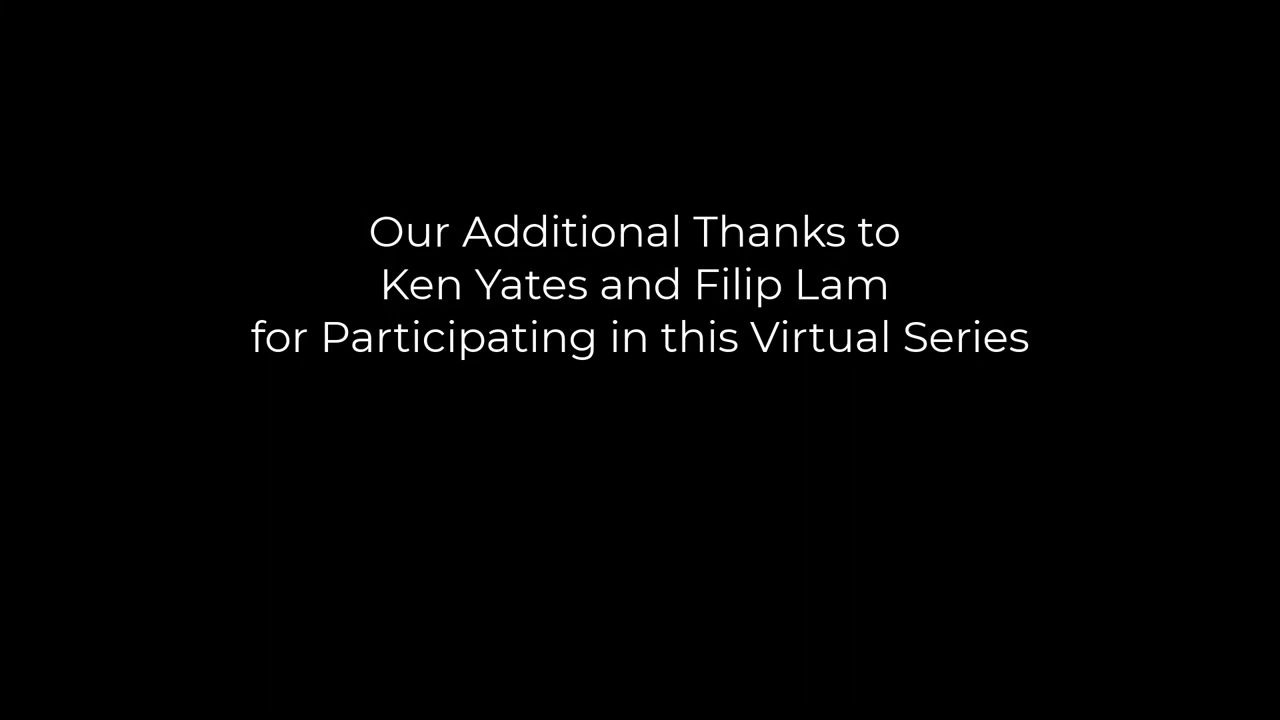 Our Additional Thanks to
Ken Yates and Filip Lam
for Participating in this Virtual Series